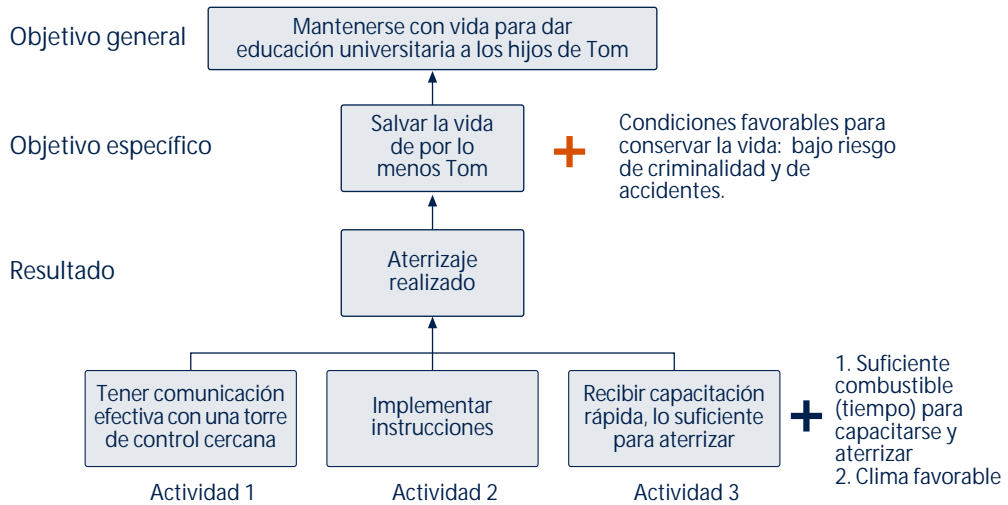 Objetivo general
Mantenerse con vida para dar
educación universitaria a los hijos de Tom
Objetivo específico
Salvar la vida
de por lo
menos Tom
+
Condiciones favorables para
conservar la vida: bajo riesgo
de criminalidad y de
accidentes.
Resultado
Aterrizaje
realizado
Tener comunicación
efectiva con una torre
de control cercana
Implementar
instrucciones
Recibir capacitación
rápida, lo suficiente
para aterrizar
+
1. Suficiente
combustible
(tiempo) para
capacitarse y
aterrizar
2. Clima favorable
Actividad 1
Actividad 2
Actividad 3